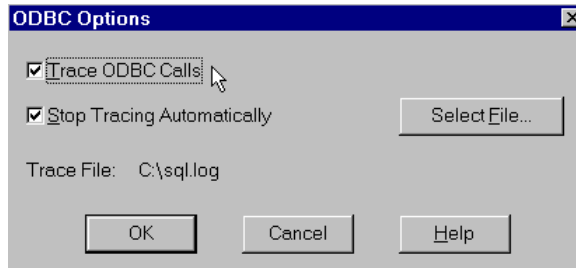 ODBC Options
Trace ODBC Calls
Stop Tracing Automatically
Select File...
Trace File: C:\sql.log
OK Cancel Help